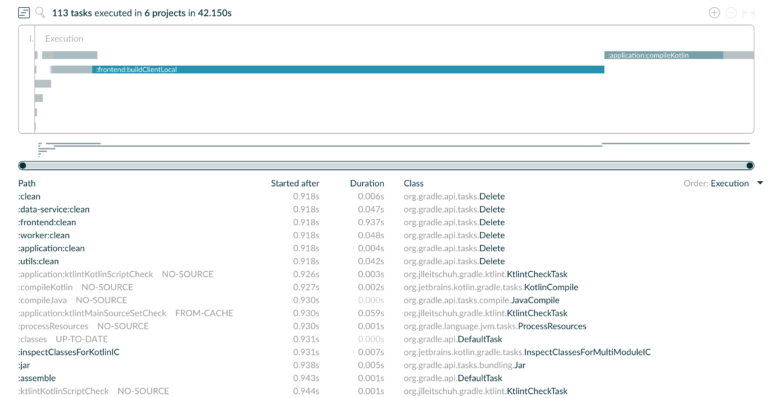 113 tasks executed in 6 projects in 42.150s
I. Execution
:application:compileKotlin
:frontend:buildClientLocal
Path Started after Duration Class Order: Execution
:clean 0.918s 0.006s org.gradle.api.tasks.Delete
:data-service:clean 0.918s 0.047s org.gradle.api.tasks.Delete
:frontend:clean 0.918s 0.937s org.gradle.api.tasks.Delete
:worker:clean 0.918s 0.048s org.gradle.api.tasks.Delete
:application:clean 0.918s 0.004s org.gradle.api.tasks.Delete
:utils:clean 0.918s 0.042s org.gradle.api.tasks.Delete
:application:ktlintKotlinScriptCheck NO-SOURCE 0.926s 0.003s org.jlleitschuh.gradle.ktlint.KtlintCheckTask
:compileKotlin NO-SOURCE 0.927s 0.002s org.jetbrains.kotlin.gradle.tasks.KotlinCompile
:compileJava NO-SOURCE 0.930s 0.000s org.gradle.api.tasks.compile.JavaCompile
:application:ktlintMainSourceSetCheck FROM-CACHE 0.930s 0.059s org.jlleitschuh.gradle.ktlint.KtlintCheckTask
:processResources NO-SOURCE 0.930s 0.001s org.gradle.language.jvm.tasks.ProcessResources
:classes UP-TO-DATE 0.931s 0.000s org.gradle.api.DefaultTask
:inspectClassesForKotlinIC 0.931s 0.007s org.jetbrains.kotlin.gradle.tasks.InspectClassesForMultiModuleIC
:jar 0.938s 0.005s org.gradle.api.tasks.bundling.Jar
:assemble 0.943s 0.001s org.gradle.api.DefaultTask
:ktlintKotlinScriptCheck NO-SOURCE 0.944s 0.001s org.jlleitschuh.gradle.ktlint.KtlintCheckTask